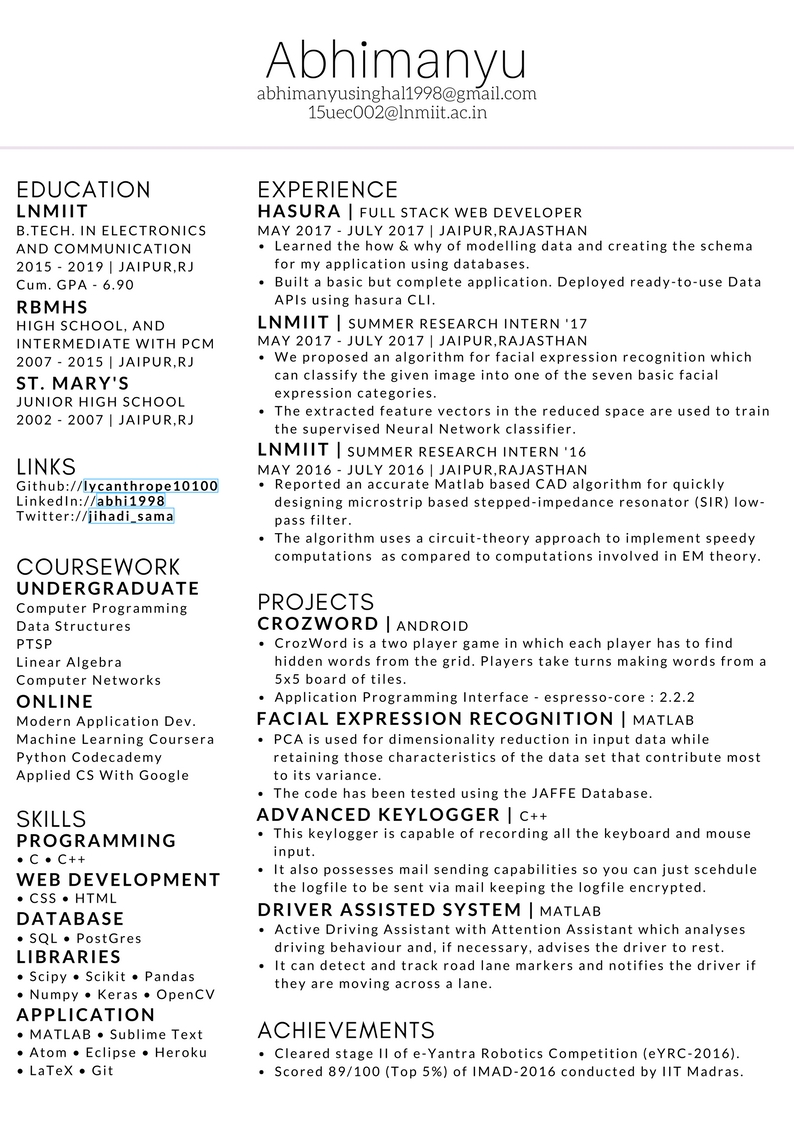 Abhimanyu
abhimanyusinghal1998@gmail.com
15uec002@lnmiit.ac.in
EDUCATION
LNMIIT
B.TECH. IN ELECTRONICS
AND COMMUNICATION
2015 - 2019 | JAIPUR,RJ
Cum. GPA - 6.90
RBMHS
HIGH SCHOOL, AND
INTERMEDIATE WITH PCM
2007 - 2015 | JAIPUR,RJ
ST. MARY'S
JUNIOR HIGH SCHOOL
2002 - 2007 | JAIPUR,RJ
LINKS
Github://lycanthrope10100
LinkedIn://abhi1998
Twitter://jihadi_sama
COURSEWORK
UNDERGRADUATE
Computer Programming
Data Structures
PTSP
Linear Algebra
Computer Networks
ONLINE
Modern Application Dev.
Machine Learning Coursera
Python Codecademy
Applied CS With Google
SKILLS
PROGRAMMING
• C • C++
WEB DEVELOPMENT
• CSS • HTML
DATABASE
• SQL • PostGres
LIBRARIES
• Scipy • Scikit • Pandas
• Numpy • Keras • OpenCV
APPLICATION
• MATLAB • Sublime Text
• Atom • Eclipse • Heroku
• LaTeX • Git
EXPERIENCE
HASURA | FULL STACK WEB DEVELOPER
MAY 2017 - JULY 2017 | JAIPUR,RAJASTHAN
• Learned the how & why of modelling data and creating the schema
for my application using databases.
• Built a basic but complete application. Deployed ready-to-use Data
APIs using hasura CLI.
LNMIIT | SUMMER RESEARCH INTERN '17
MAY 2017 - JULY 2017 | JAIPUR,RAJASTHAN
• We proposed an algorithm for facial expression recognition which
can classify the given image into one of the seven basic facial
expression categories.
• The extracted feature vectors in the reduced space are used to train
the supervised Neural Network classifier.
LNMIIT | SUMMER RESEARCH INTERN '16
MAY 2016 - JULY 2016 | JAIPUR,RAJASTHAN
• Reported an accurate Matlab based CAD algorithm for quickly
designing microstrip based stepped-impedance resonator (SIR) low-
pass filter.
• The algorithm uses a circuit-theory approach to implement speedy
computations as compared to computations involved in EM theory.
PROJECTS
CROZWORD | ANDROID
• CrozWord is a two player game in which each player has to find
hidden words from the grid. Players take turns making words from a
5x5 board of tiles.
• Application Programming Interface - espresso-core : 2.2.2
FACIAL EXPRESSION RECOGNITION | MATLAB
• PCA is used for dimensionality reduction in input data while
retaining those characteristics of the data set that contribute most
to its variance.
• The code has been tested using the JAFFE Database.
ADVANCED KEYLOGGER | C++
• This keylogger is capable of recording all the keyboard and mouse
input.
• It also possesses mail sending capabilities so you can just scehdule
the logfile to be sent via mail keeping the logfile encrypted.
DRIVER ASSISTED SYSTEM | MATLAB
• Active Driving Assistant with Attention Assistant which analyses
driving behaviour and, if necessary, advises the driver to rest.
• It can detect and track road lane markers and notifies the driver if
they are moving across a lane.
ACHIEVEMENTS
• Cleared stage II of e-Yantra Robotics Competition (eYRC-2016).
• Scored 89/100 (Top 5%) of IMAD-2016 conducted by IIT Madras.